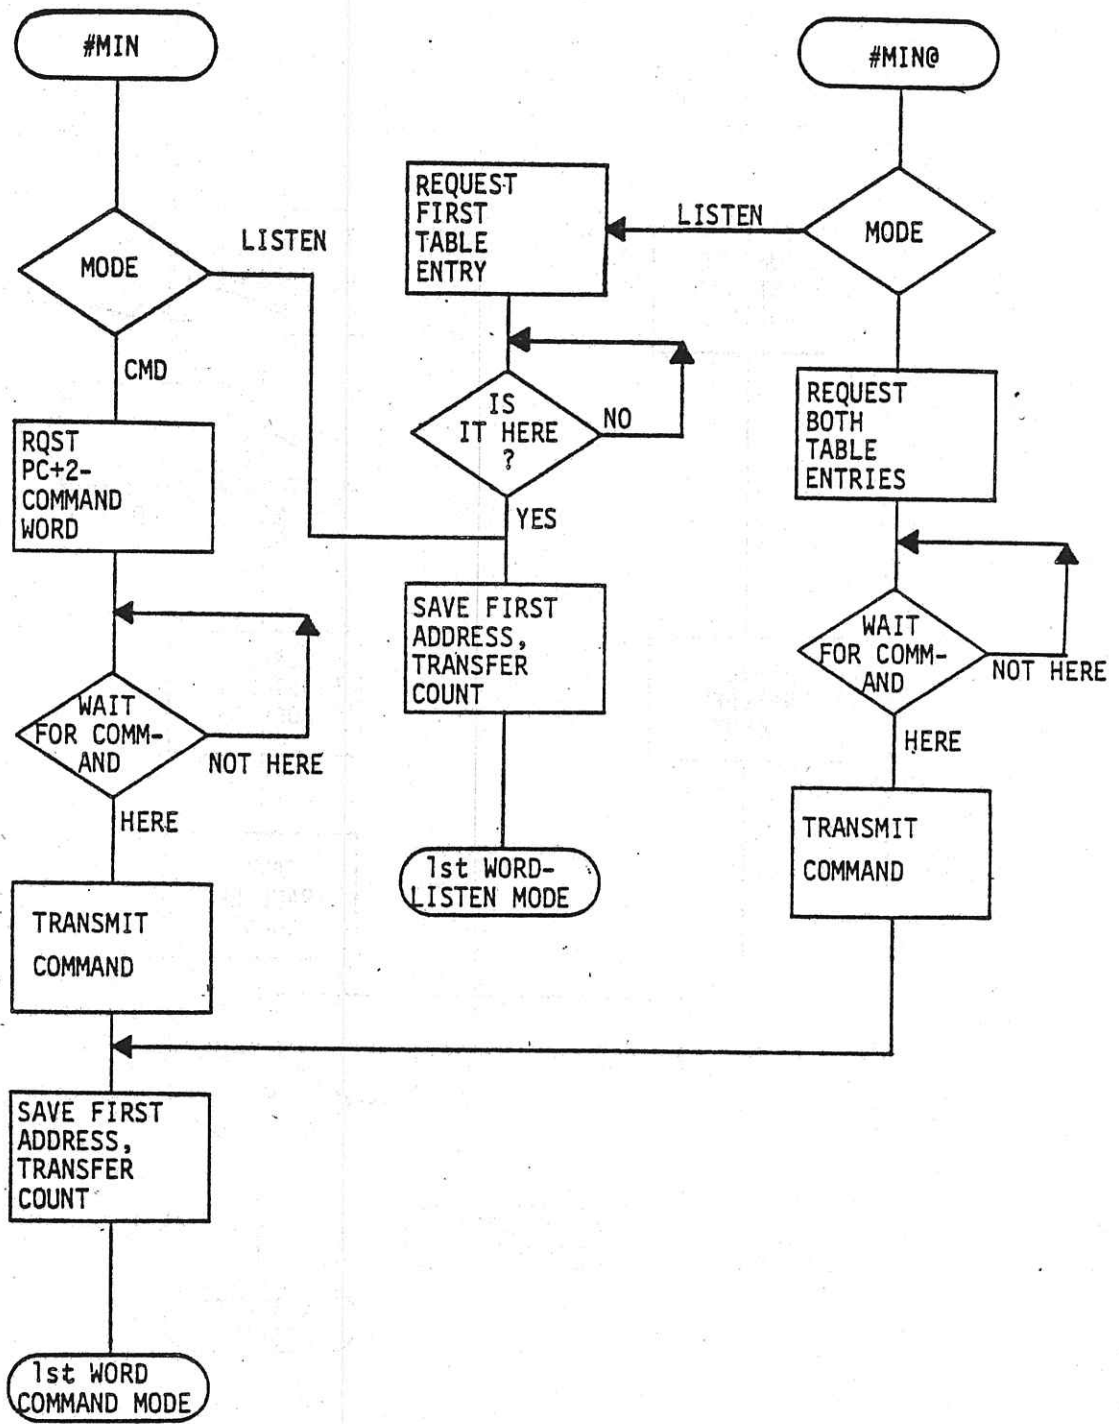 #MIN
MODE
LISTEN
CMD
RQST
PC+2-
COMMAND
WORD
WAIT
FOR COMM-
AND
NOT HERE
HERE
TRANSMIT
COMMAND
SAVE FIRST
ADDRESS,
TRANSFER
COUNT
1st WORD
COMMAND MODE
REQUEST
FIRST
TABLE
ENTRY
IS
IT HERE
?
NO
YES
SAVE FIRST
ADDRESS,
TRANSFER
COUNT
1st WORD-
LISTEN MODE
#MIN@
MODE
LISTEN
REQUEST
BOTH
TABLE
ENTRIES
WAIT
FOR COMM-
AND
NOT HERE
HERE
TRANSMIT
COMMAND